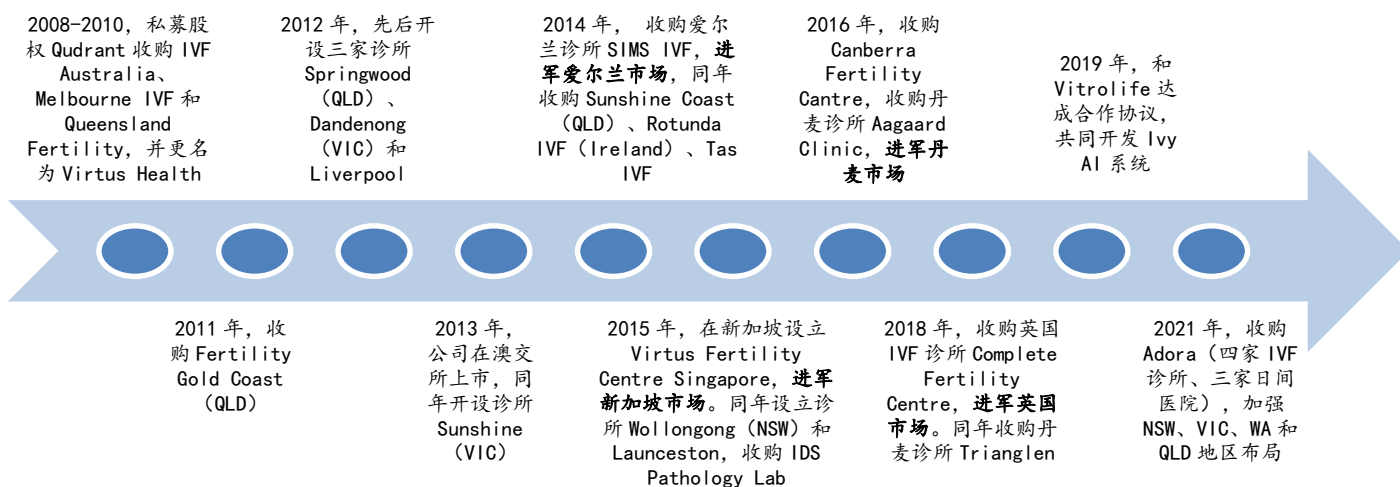 2008-2010，私募股
权 Qudrant 收购 IVF
Australia、
Melbourne IVF 和
Queensland
Fertility，并更名
为 Virtus Health
2011 年，收
购 Fertility
Gold Coast
（QLD）
2012 年，先后开
设三家诊所
Springwood
（QLD）、
Dandenong
（VIC）和
Liverpool
2013 年，
公司在澳交
所上市，同
年开设诊所
Sunshine
（VIC）
2014 年， 收购爱尔
兰诊所 SIMS IVF，进
军爱尔兰市场，同年
收购 Sunshine Coast
（QLD）、Rotunda
IVF（Ireland）、Tas
IVF
2015 年，在新加坡设立
Virtus Fertility
Centre Singapore，进军
新加坡市场。同年设立诊
所 Wollongong（NSW）和
Launceston，收购 IDS
Pathology Lab
2016 年，收购
Canberra
Fertility
Cantre，收购丹
麦诊所 Aagaard
Clinic，进军丹
麦市场
2018 年，收购英国
IVF 诊所 Complete
Fertility
Centre，进军英国
市场。同年收购丹
麦诊所 Trianglen
2019 年，和
Vitrolife 达
成合作协议，
共同开发 Ivy
AI 系统
2021 年，收购
Adora（四家 IVF
诊所、三家日间
医院），加强
NSW、VIC、WA 和
QLD 地区布局